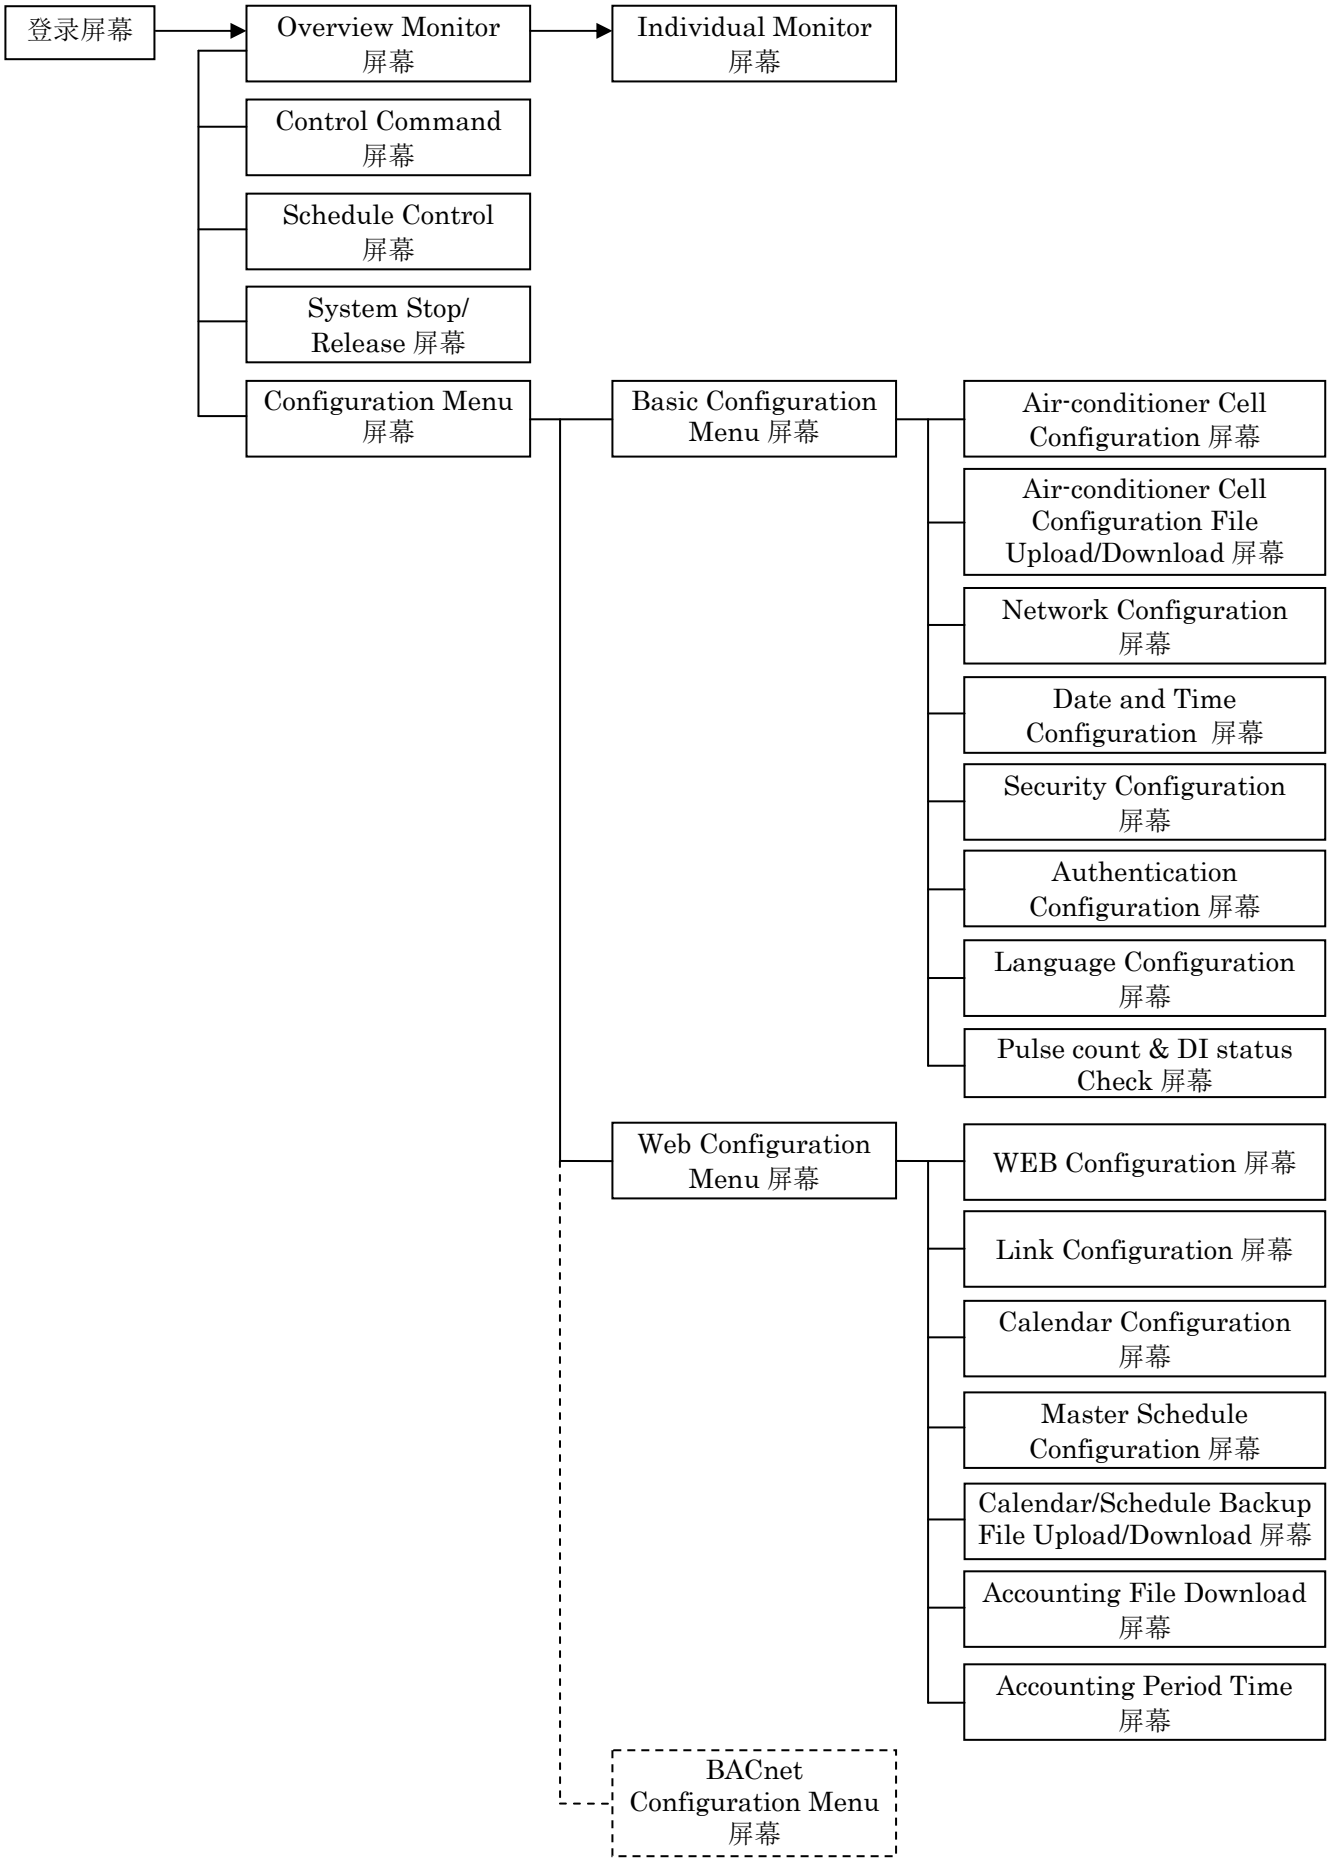 登录屏幕
Overview Monitor
屏幕
Individual Monitor
屏幕
Control Command
屏幕
Schedule Control
屏幕
System Stop/
Release 屏幕
Configuration Menu
屏幕
Basic Configuration
Menu 屏幕
Air-conditioner Cell
Configuration 屏幕
Air-conditioner Cell
Configuration File
Upload/Download 屏幕
Network Configuration
屏幕
Date and Time
Configuration 屏幕
Security Configuration
屏幕
Authentication
Configuration 屏幕
Language Configuration
屏幕
Pulse count & DI status
Check 屏幕
Web Configuration
Menu 屏幕
WEB Configuration 屏幕
Link Configuration 屏幕
Calendar Configuration
屏幕
Master Schedule
Configuration 屏幕
Calendar/Schedule Backup
File Upload/Download 屏幕
Accounting File Download
屏幕
Accounting Period Time
屏幕
BACnet
Configuration Menu
屏幕